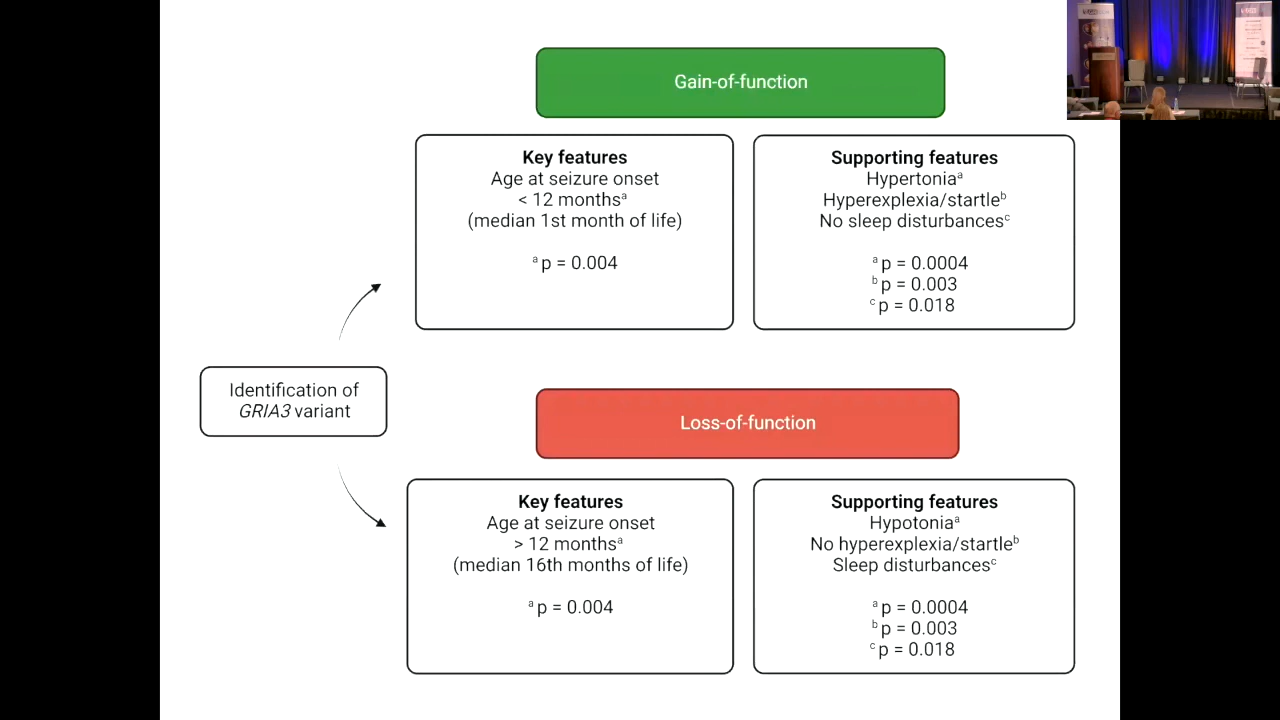 Gain-of-function
Key features
Age at seizure onset
< 12 monthsᵃ
(median 1st month of life)
ᵃ p = 0.004
Supporting features
Hypertoniaᵃ
Hyperexplexia/startleᵇ
No sleep disturbancesᶜ
ᵃ p = 0.0004
ᵇ p = 0.003
ᶜ p = 0.018
Identification of
GRIA3 variant
Loss-of-function
Key features
Age at seizure onset
> 12 monthsᵃ
(median 16th months of life)
ᵃ p = 0.004
Supporting features
Hypotoniaᵃ
No hyperexplexia/startleᵇ
Sleep disturbancesᶜ
ᵃ p = 0.0004
ᵇ p = 0.003
ᶜ p = 0.018